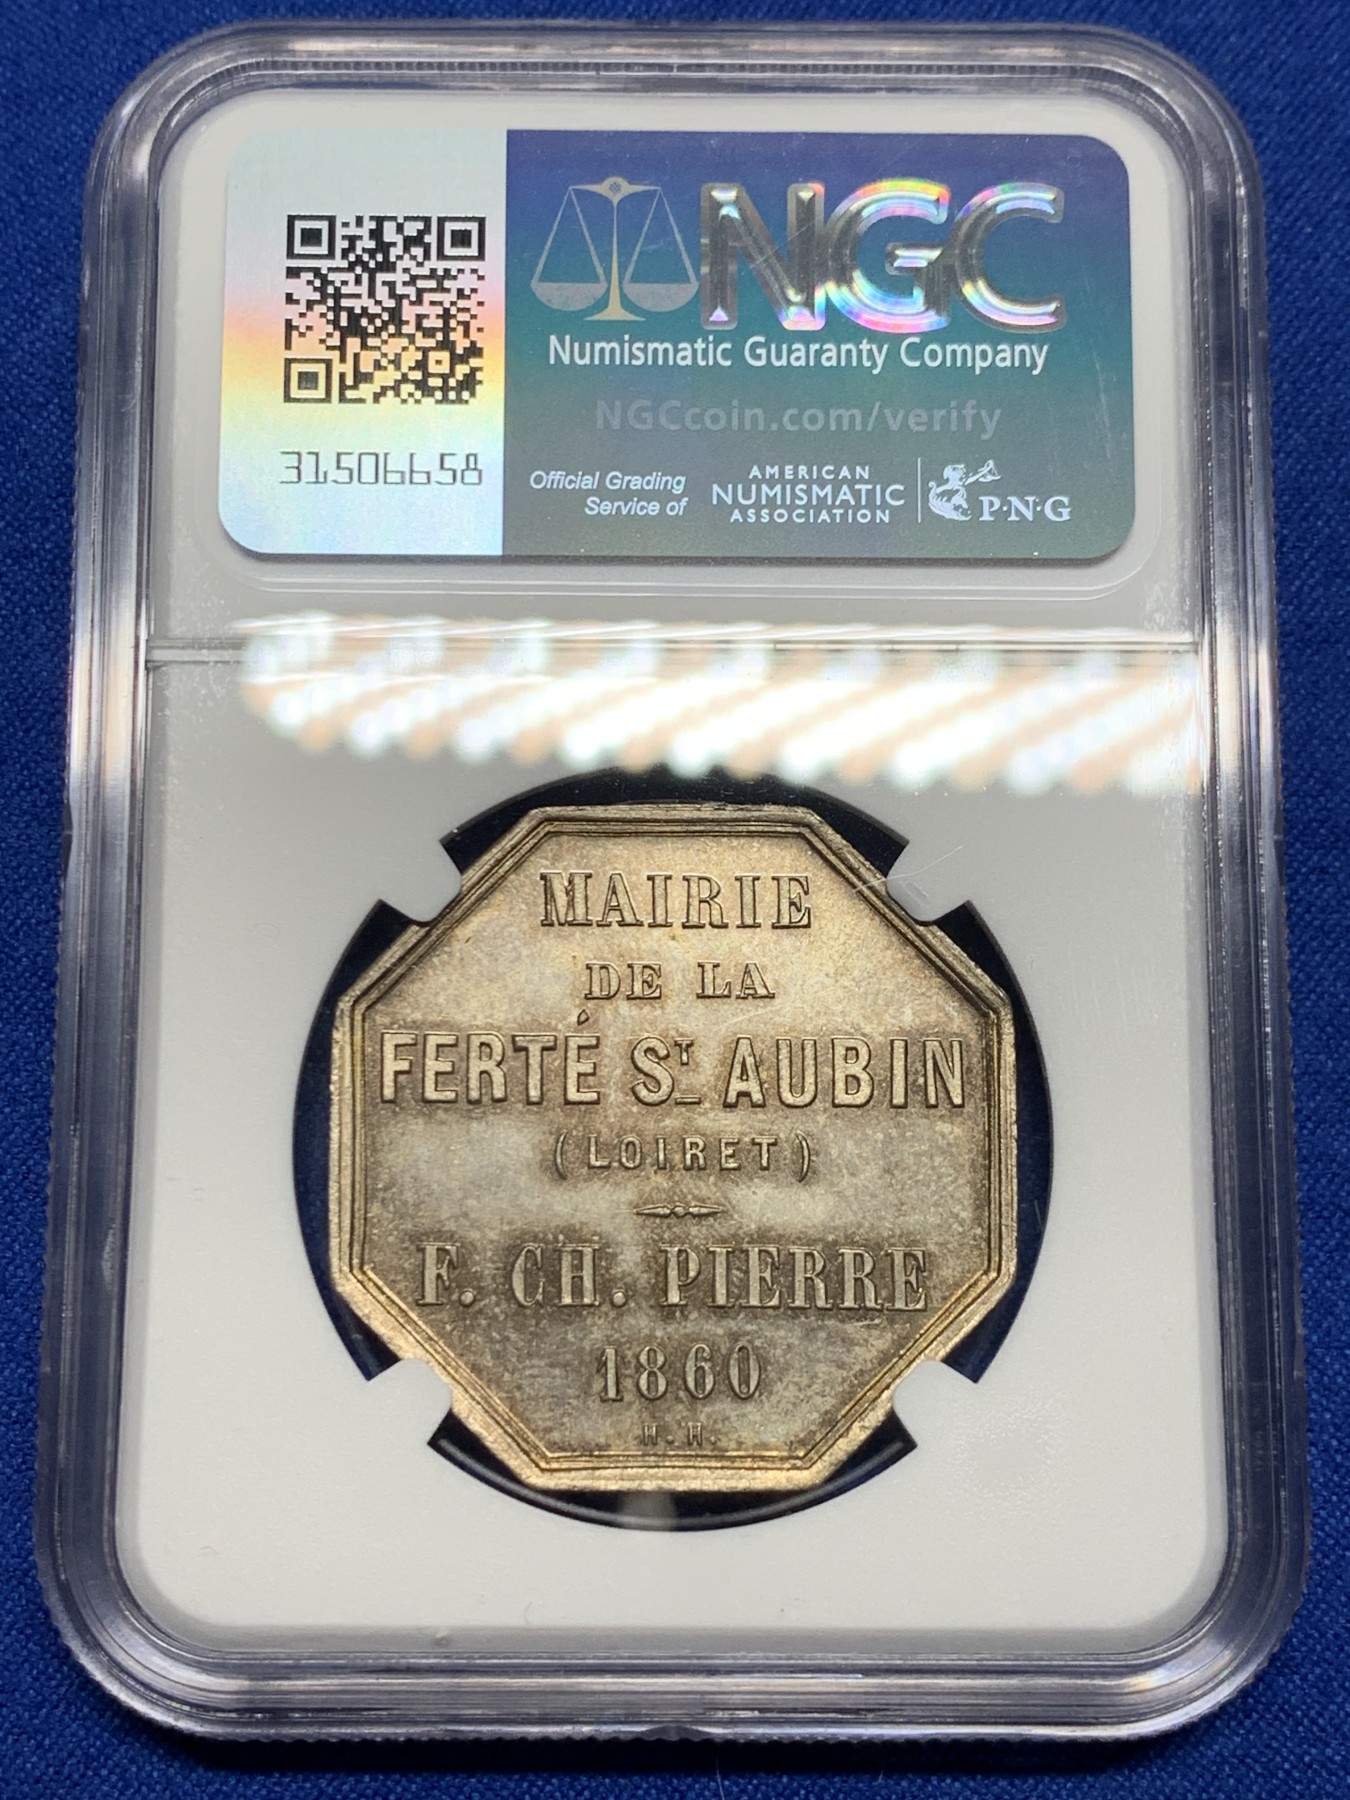 NGC
Numismatic Guaranty Company
NGCcoin.com/verify
31506658
Official Grading
Service of
AMERICAN
NUMISMATIC
ASSOCIATION
P·N·G
MAIRIE
DE LA
FERTÉ ST AUBIN
(LOIRET)
F. CH. PIERRE
1860
H. H.